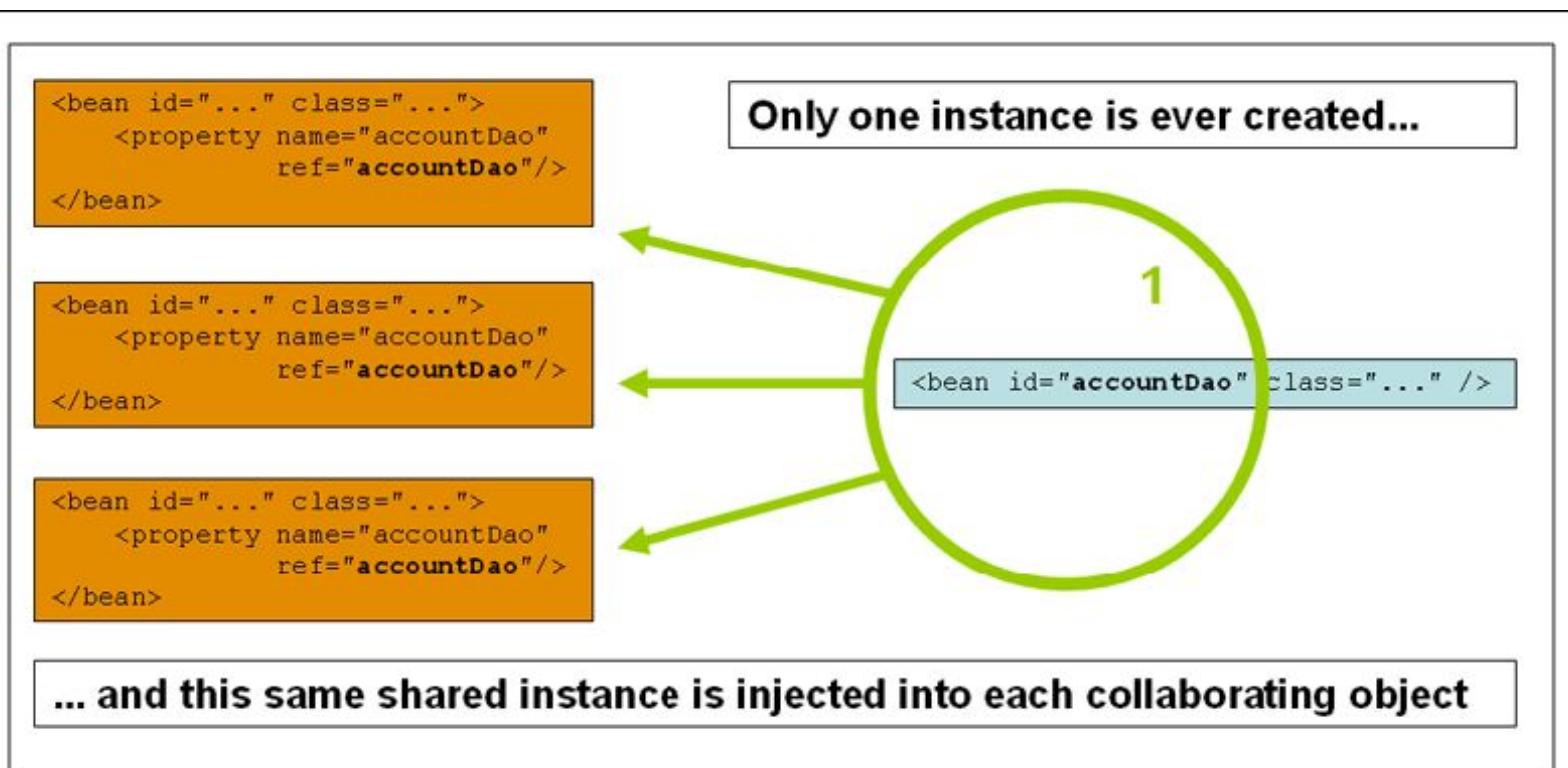 <bean id="..." class="...">
    <property name="accountDao"
              ref="accountDao"/>
</bean>
Only one instance is ever created...
<bean id="..." class="...">
    <property name="accountDao"
              ref="accountDao"/>
</bean>
1
<bean id="accountDao" class="..." />
<bean id="..." class="...">
    <property name="accountDao"
              ref="accountDao"/>
</bean>
... and this same shared instance is injected into each collaborating object